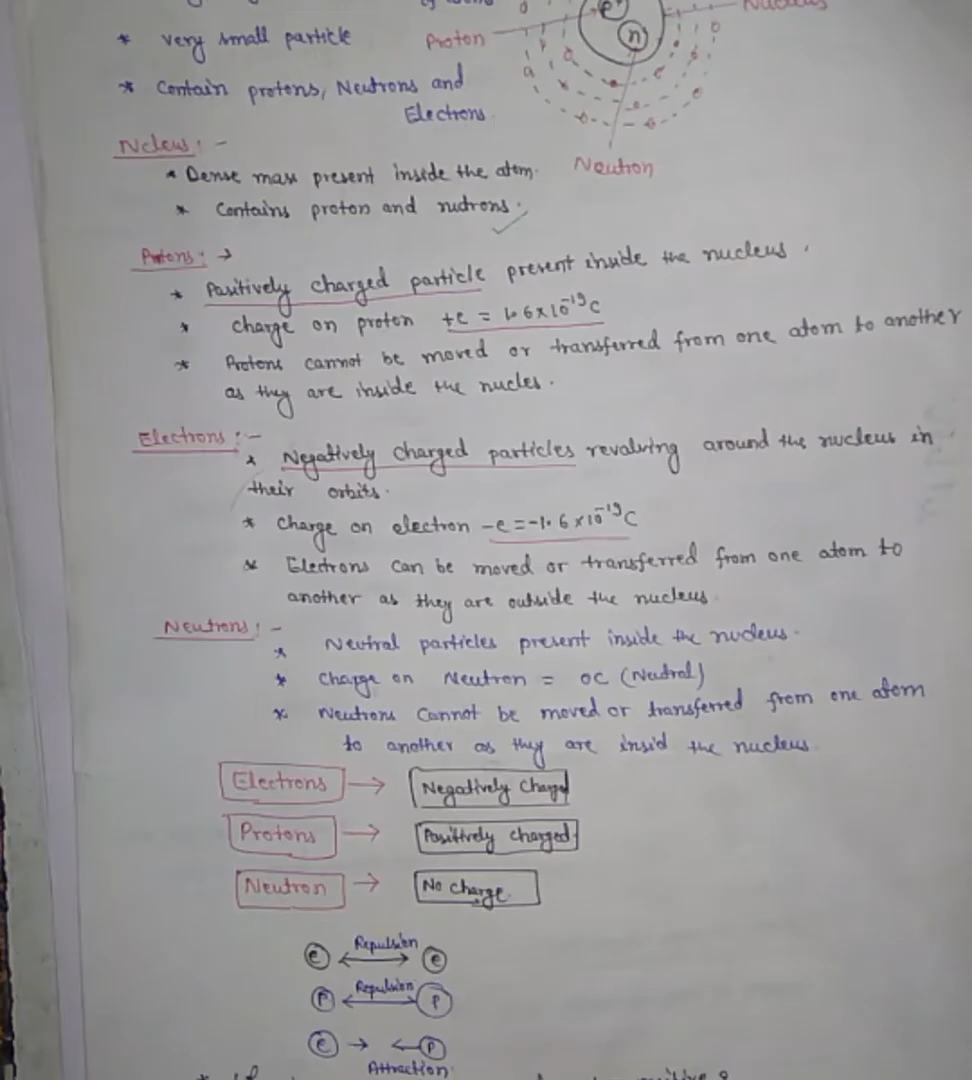 Nucleus
* very small particle
Proton
n
* Contain protons, Neutrons and
Electrons.
Neutron
Ncleus: -
* Dense mass present inside the atom.
* Contains proton and nutrons.
Protons: →
* Positively charged particle present inside the nucleus.
* Charge on proton +e = 1.6×10⁻¹⁹C
* Protons cannot be moved or transferred from one atom to another
as they are inside the nucles.
Electrons: -
* Negatively charged particles revalving around the nucleus in
their orbits.
* Charge on electron -e = -1.6×10⁻¹⁹C
* Electrons can be moved or transferred from one atom to
another as they are outside the nucleus.
Neutrons: -
* Neutral particles present inside the nucleus.
* Charge on Neutron = 0C (Neutral)
* Neutrons Cannot be moved or transferred from one atom
to another as they are insid the nucleus.
Electrons → Negatively Charged
Protons → Positively charged
Neutron → No charge.
e Repulsion e
P Repulsion P
e → ← P
Attraction